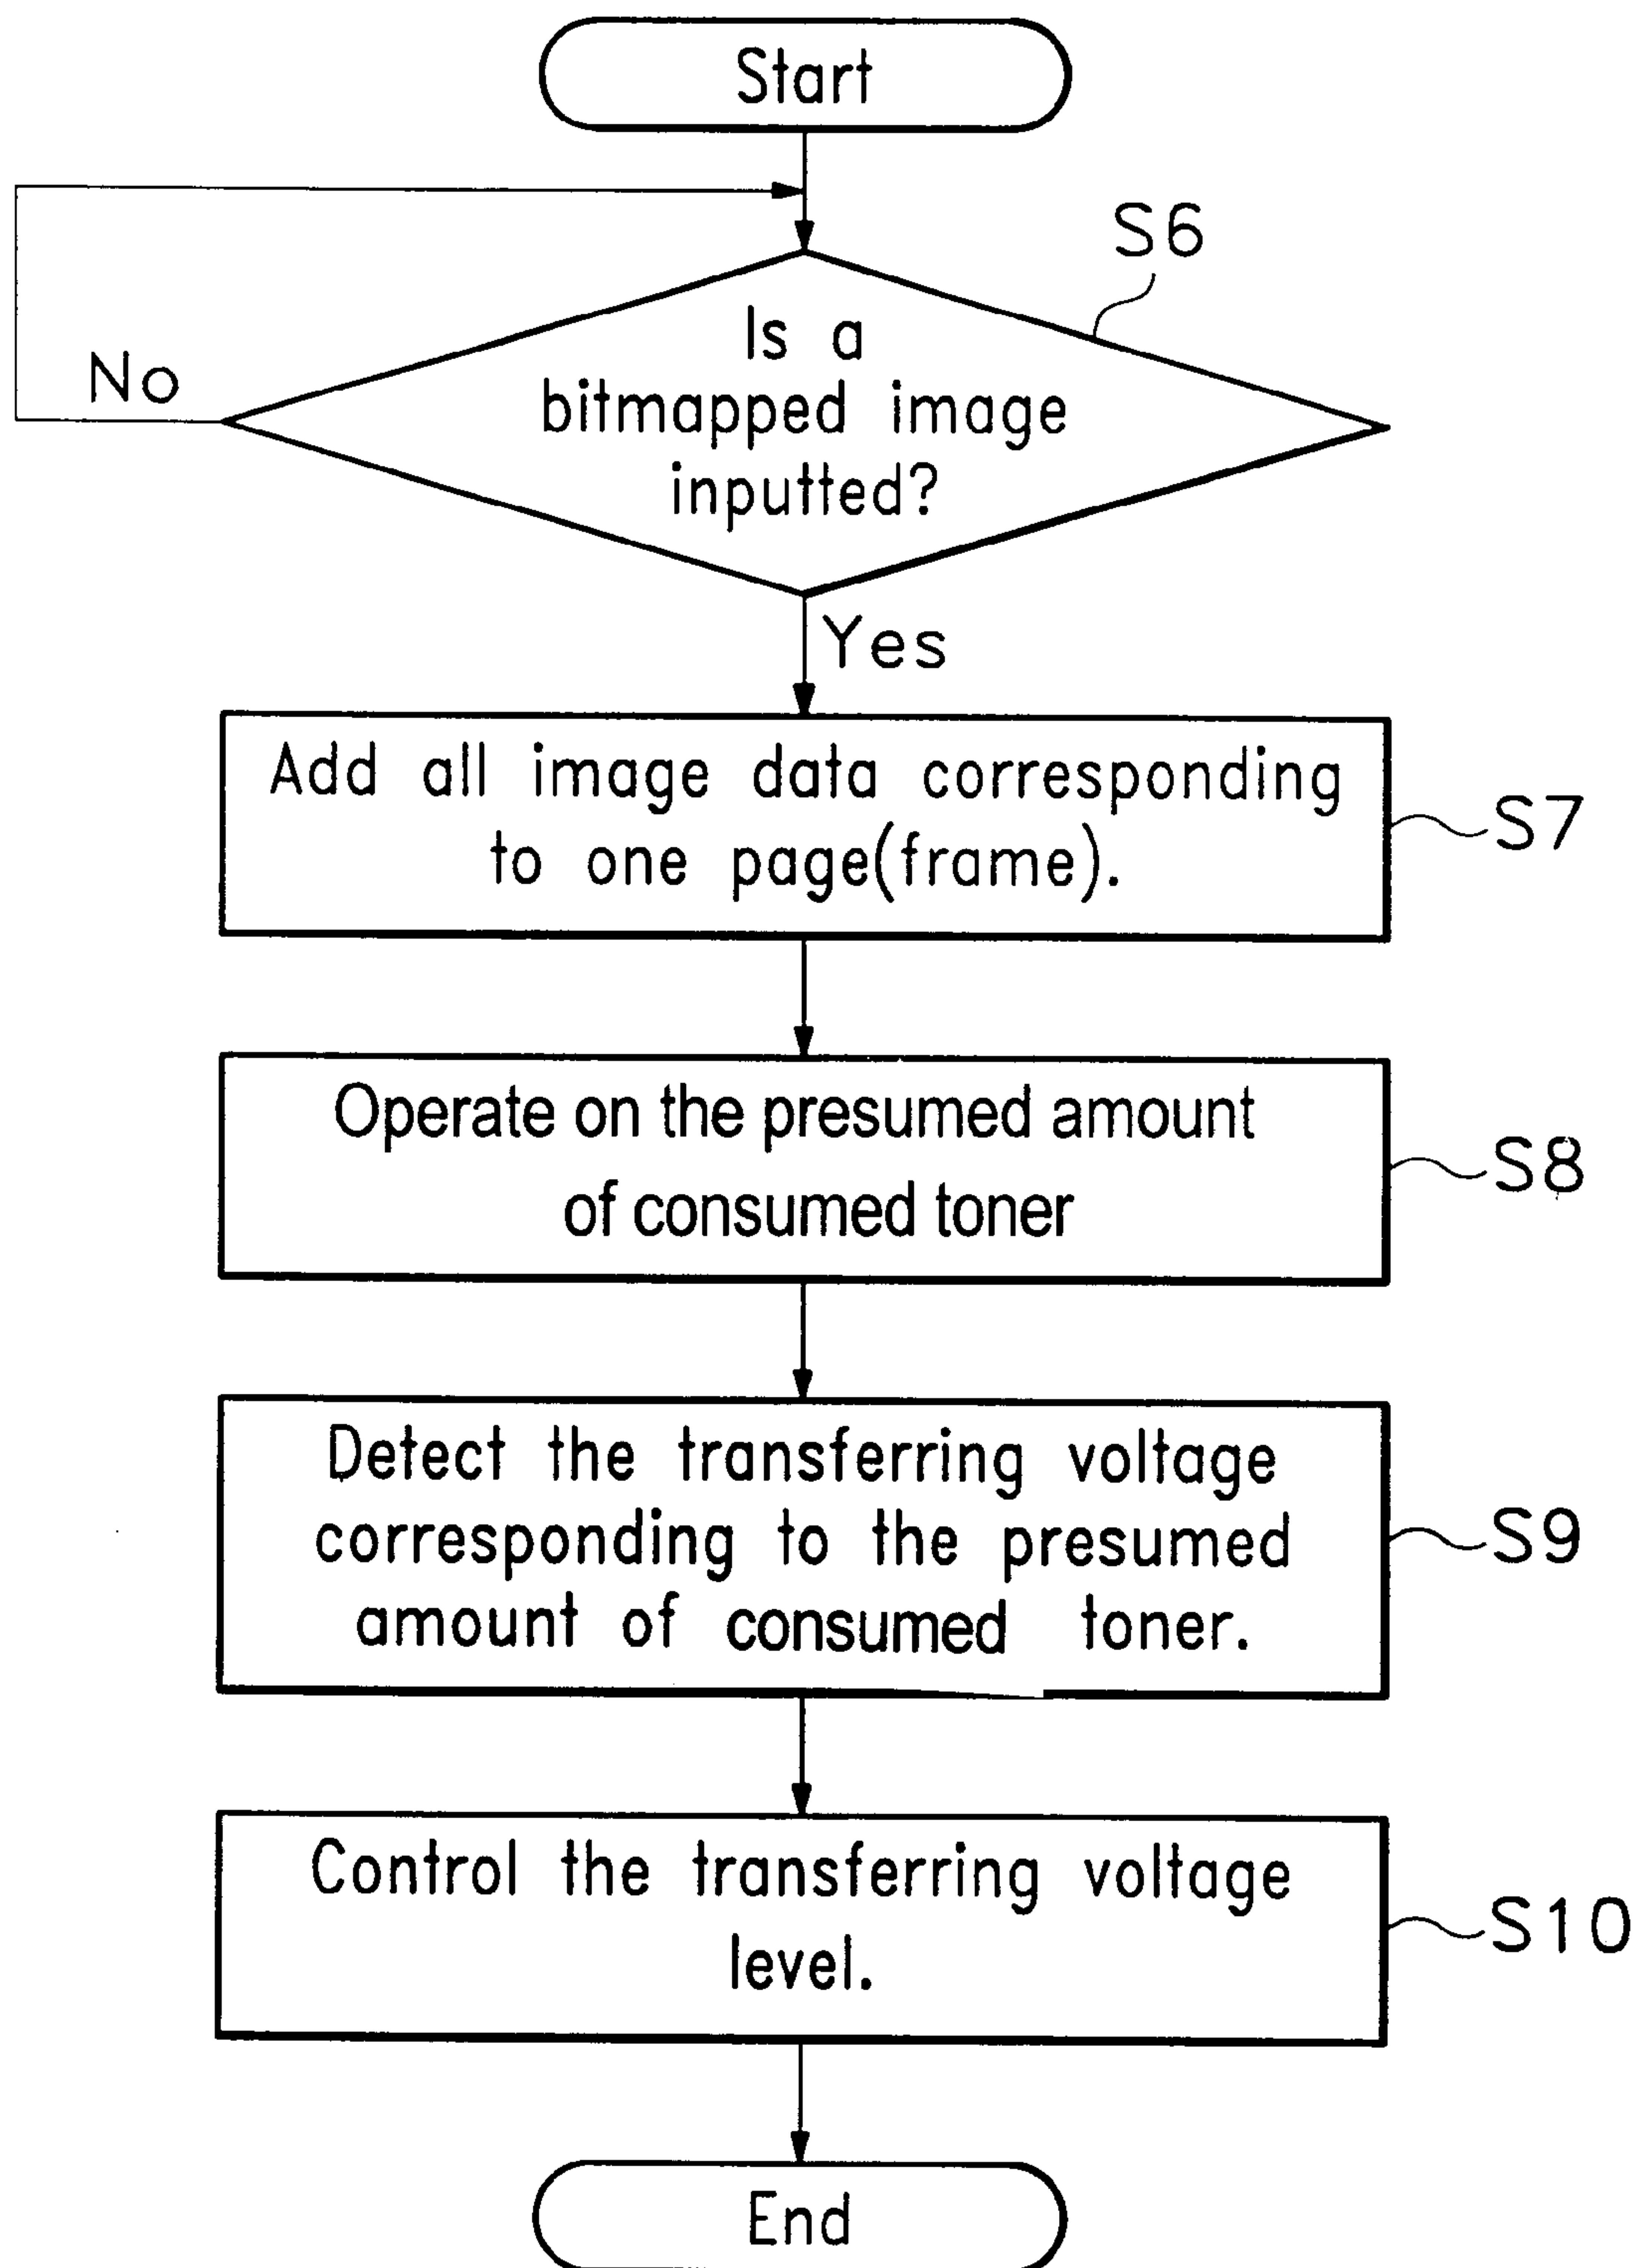 Start
S6
Is a
bitmapped image
inputted?
No
Yes
Add all image data corresponding
to one page(frame).
S7
Operate on the presumed amount
of consumed toner
S8
Detect the transferring voltage
corresponding to the presumed
amount of consumed toner.
S9
Control the transferring voltage
level.
S10
End